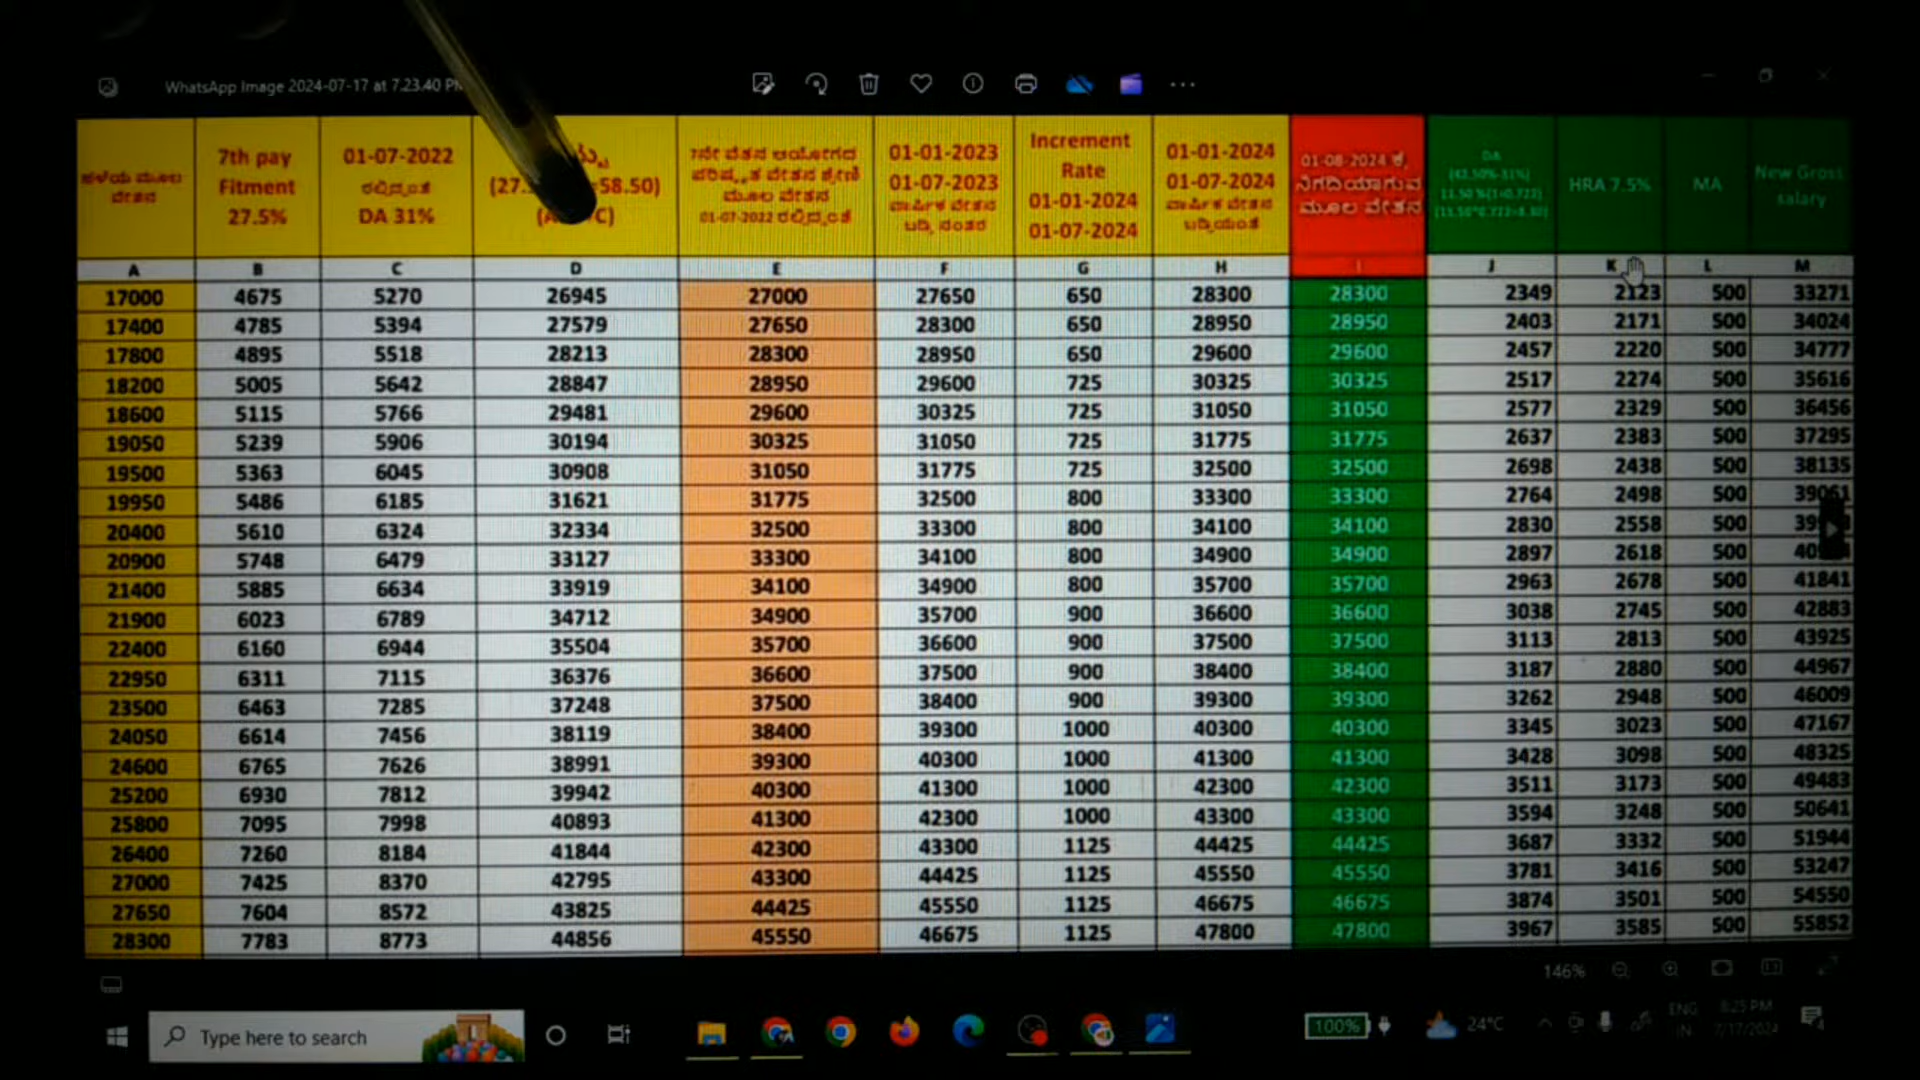 WhatsApp Image 2024-07-17 at 7.23.40 PM
ಹಳೆಯ ಮೂಲ
ವೇತನ
7th pay
Fitment
27.5%
01-07-2022
ರಲ್ಲಿದ್ದಂತೆ
DA 31%
58.50)
C)
7ನೇ ವೇತನ ಆಯೋಗದ
ಪರಿಷ್ಕೃತ ವೇತನ ಶ್ರೇಣಿ
ಮೂಲ ವೇತನ
01-07-2022 ರಲ್ಲಿದ್ದಂತೆ
01-01-2023
01-07-2023
ವಾರ್ಷಿಕ ವೇತನ
ಬಡ್ತಿ ನಂತರ
Increment
Rate
01-01-2024
01-07-2024
01-01-2024
01-07-2024
ವಾರ್ಷಿಕ ವೇತನ
01-08-2024 ಕ್ಕೆ
ನಿಗದಿಯಾಗುವ
ಮೂಲ ವೇತನ
DA
(42.50%-31%)
HRA 7.5%
MA
New Gross
salary
A B C D E F G H I J K L M
17000 4675 5270 26945 27000 27650 650 28300 28300 2349 2123 500 33271
17400 4785 5394 27579 27650 28300 650 28950 28950 2403 2171 500 34024
17800 4895 5518 28213 28300 28950 650 29600 29600 2457 2220 500 34777
18200 5005 5642 28847 28950 29600 725 30325 30325 2517 2274 500 35616
18600 5115 5766 29481 29600 30325 725 31050 31050 2577 2329 500 36456
19050 5239 5906 30194 30325 31050 725 31775 31775 2637 2383 500 37295
19500 5363 6045 30908 31050 31775 725 32500 32500 2698 2438 500 38135
19950 5486 6185 31621 31775 32500 800 33300 33300 2764 2498 500 39061
20400 5610 6324 32334 32500 33300 800 34100 34100 2830 2558 500
20900 5748 6479 33127 33300 34100 800 34900 34900 2897 2618 500
21400 5885 6634 33919 34100 34900 800 35700 35700 2963 2678 500 41841
21900 6023 6789 34712 34900 35700 900 36600 36600 3038 2745 500 42883
22400 6160 6944 35504 35700 36600 900 37500 37500 3113 2813 500 43925
22950 6311 7115 36376 36600 37500 900 38400 38400 3187 2880 500 44967
23500 6463 7285 37248 37500 38400 900 39300 39300 3262 2948 500 46009
24050 6614 7456 38119 38400 39300 1000 40300 40300 3345 3023 500 47167
24600 6765 7626 38991 39300 40300 1000 41300 41300 3428 3098 500 48325
25200 6930 7812 39942 40300 41300 1000 42300 42300 3511 3173 500 49483
25800 7095 7998 40893 41300 42300 1000 43300 43300 3594 3248 500 50641
26400 7260 8184 41844 42300 43300 1125 44425 44425 3687 3332 500 51944
27000 7425 8370 42795 43300 44425 1125 45550 45550 3781 3416 500 53247
27650 7604 8572 43825 44425 45550 1125 46675 46675 3874 3501 500 54550
28300 7783 8773 44856 45550 46675 1125 47800 47800 3967 3585 500 55852
146%
Type here to search
100%
24°C
ENG
IN
8:25 PM
7/17/2024